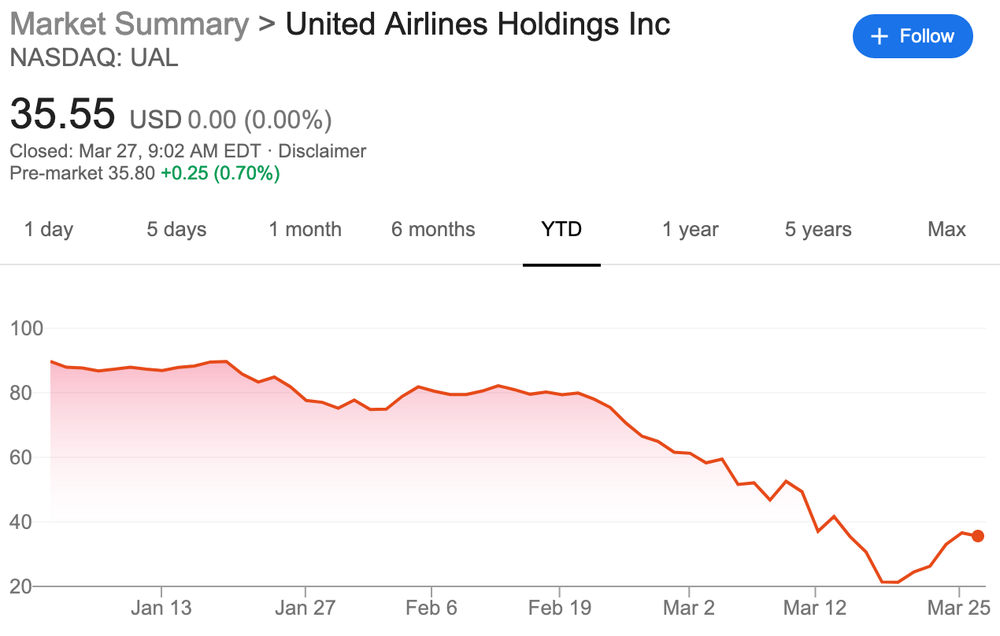 Market Summary > United Airlines Holdings Inc
+ Follow
NASDAQ: UAL
35.55 USD 0.00 (0.00%)
Closed: Mar 27, 9:02 AM EDT · Disclaimer
Pre-market 35.80 +0.25 (0.70%)
1 day 5 days 1 month 6 months YTD 1 year 5 years Max
100
80
60
40
20
Jan 13 Jan 27 Feb 6 Feb 19 Mar 2 Mar 12 Mar 25